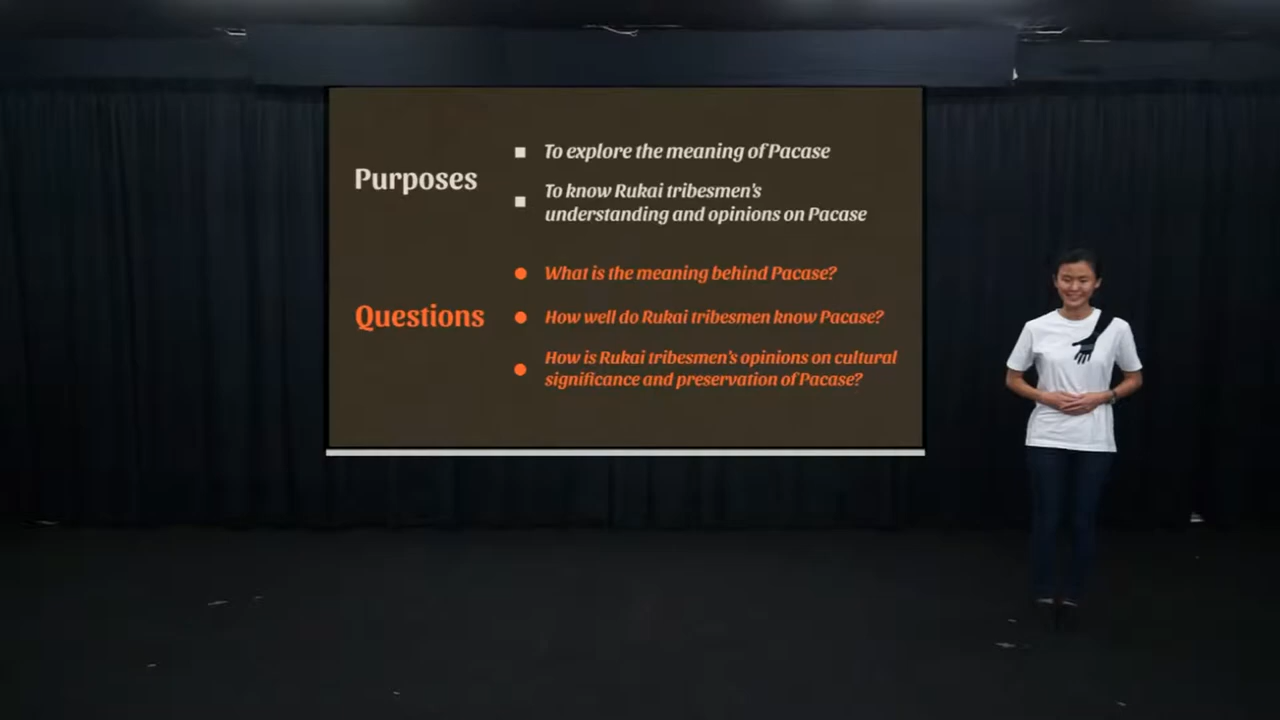 Purposes
To explore the meaning of Pacase
To know Rukai tribesmen's
understanding and opinions on Pacase
Questions
What is the meaning behind Pacase?
How well do Rukai tribesmen know Pacase?
How is Rukai tribesmen's opinions on cultural
significance and preservation of Pacase?